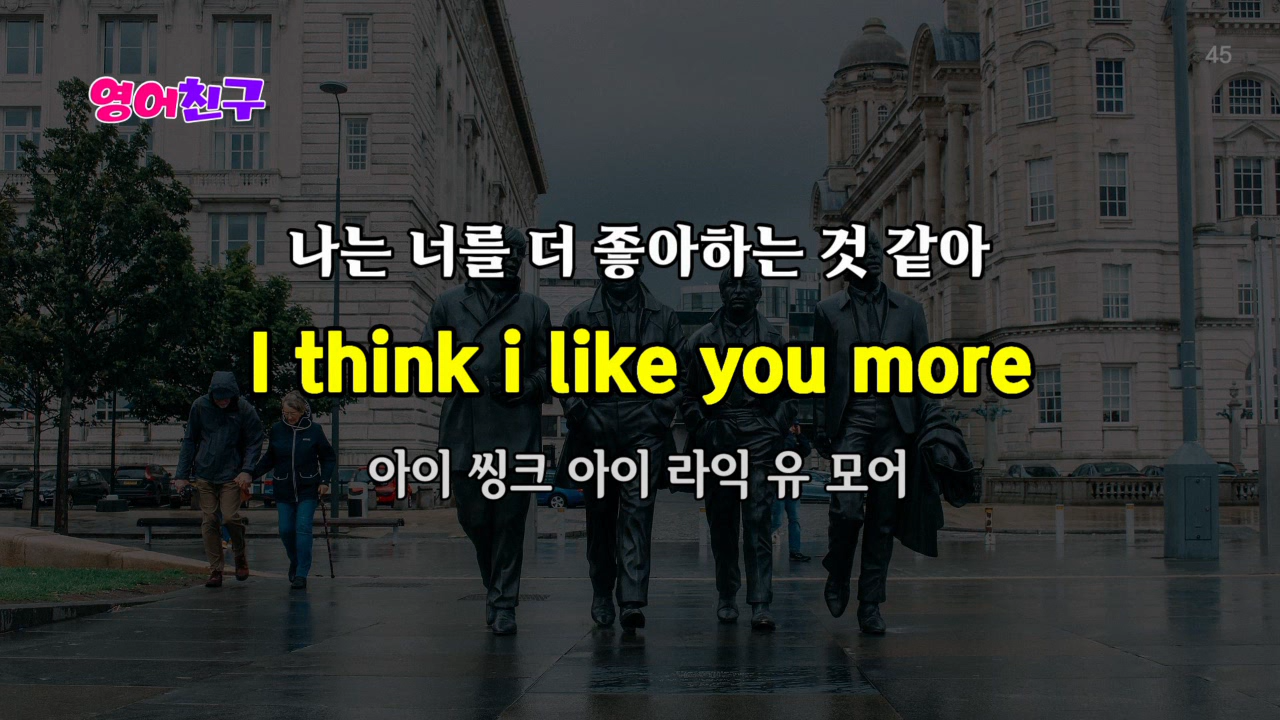 45
영어친구
나는 너를 더 좋아하는 것 같아
I think i like you more
아이 씽크 아이 라익 유 모어